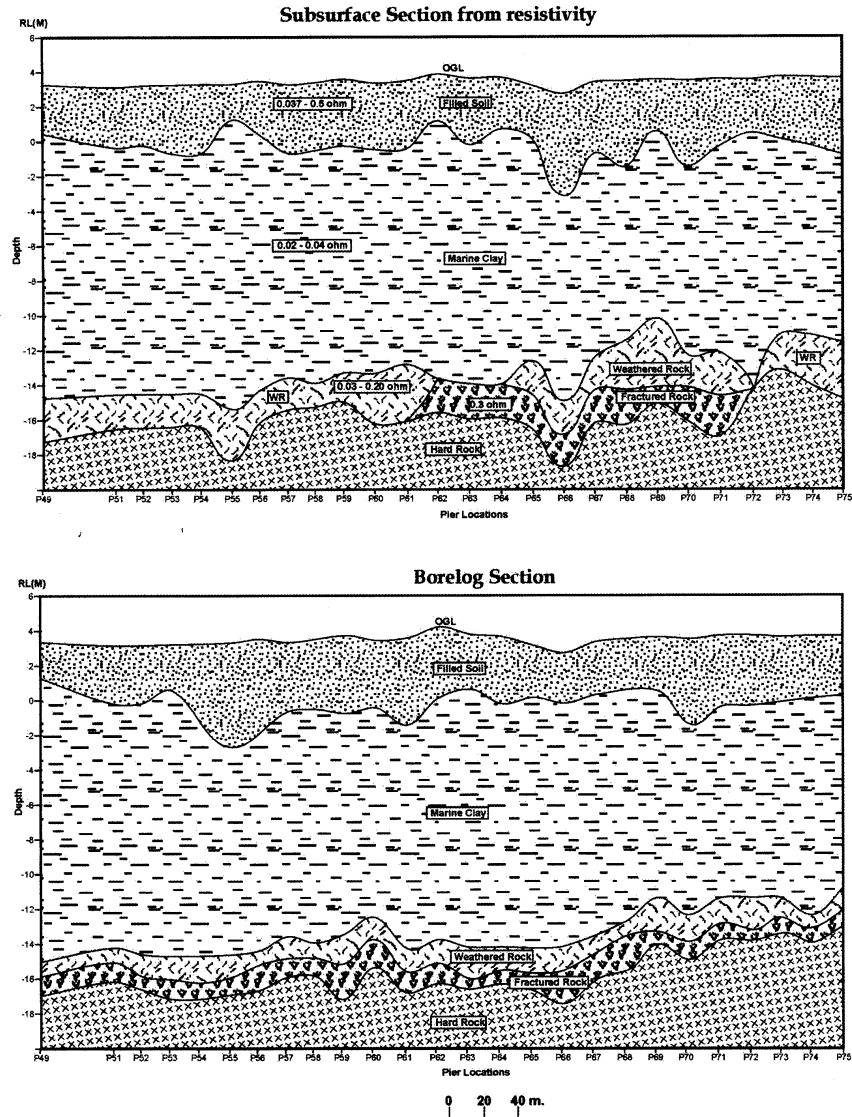 Subsurface Section from resistivity
RL(M)
6
4
2
0
-2
-4
-6
-8
-10
-12
-14
-16
-18
Depth
OGL
0.037 - 0.6 ohm
Filled Soil
0.02 - 0.04 ohm
Marine Clay
WR
Weathered Rock
WR
0.03 - 0.20 ohm
Fractured Rock
0.3 ohm
Hard Rock
P49 P51 P52 P53 P54 P55 P56 P57 P58 P59 P60 P61 P62 P63 P64 P65 P66 P67 P68 P69 P70 P71 P72 P73 P74 P75
Pier Locations
Borelog Section
RL(M)
6
4
2
0
-2
-4
-6
-8
-10
-12
-14
-16
-18
Depth
OGL
Filled Soil
Marine Clay
Weathered Rock
Fractured Rock
Hard Rock
P49 P51 P52 P53 P54 P55 P56 P57 P58 P59 P60 P61 P62 P63 P64 P65 P66 P67 P68 P69 P70 P71 P72 P73 P74 P75
Pier Locations
0 20 40 m.